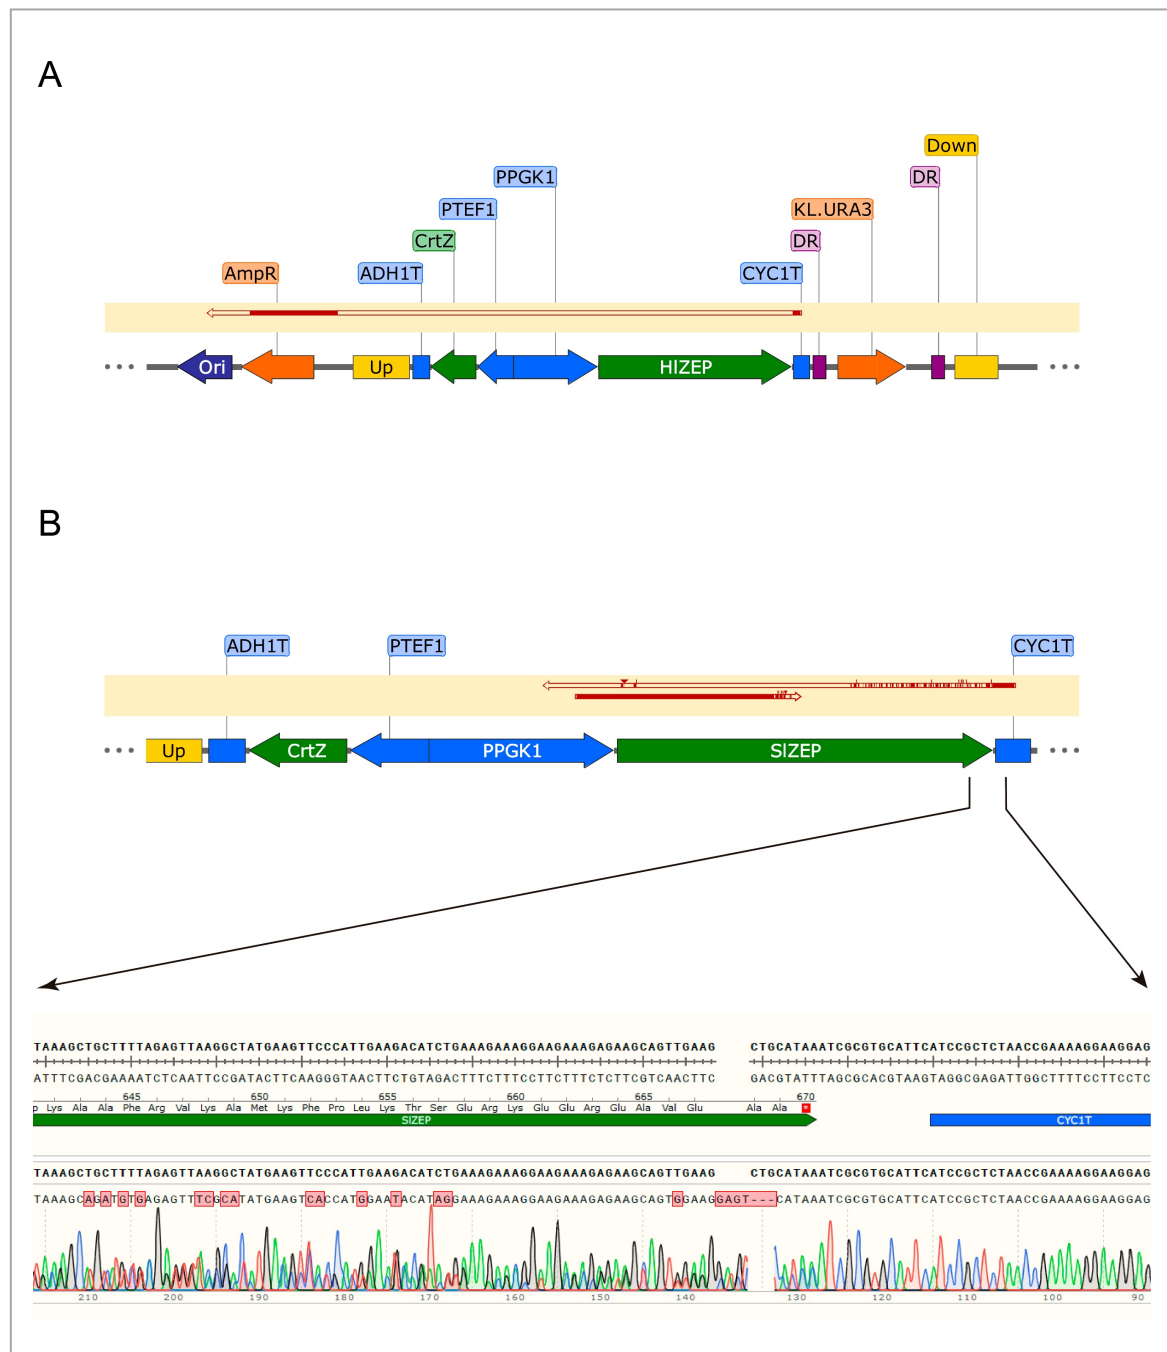 A
Down
PPGK1
DR
PTEF1
KL.URA3
CrtZ
DR
AmpR
ADH1T
CYC1T
Ori
Up
HIZEP
B
ADH1T
PTEF1
CYC1T
Up
CrtZ
PPGK1
SlZEP
TAAAGCTGCTTTTAGAGTTAAGGCTATGAAGTTCCCATTGAAGACATCTGAAAGAAAGGAAGAAAGAGAAGCAGTTGAAG CTGCATAAATCGCGTGCATTCATCCGCTCTAACCGAAAAGGAAGGAG
ATTTCGACGAAAATCTCAATTCCGATACTTCAAGGGTAACTTCTGTAGACTTTCTTTCCTTCTTTCTCTTCGTCAACTTC GACGTATTTAGCGCACGTAAGTAGGCGAGATTGGCTTTTCCTTCCTC
645 650 655 660 665 670
p Lys Ala Ala Phe Arg Val Lys Ala Met Lys Phe Pro Leu Lys Thr Ser Glu Arg Lys Glu Glu Arg Glu Ala Val Glu Ala Ala *
SlZEP CYC1T
TAAAGCTGCTTTTAGAGTTAAGGCTATGAAGTTCCCATTGAAGACATCTGAAAGAAAGGAAGAAAGAGAAGCAGTTGAAG CTGCATAAATCGCGTGCATTCATCCGCTCTAACCGAAAAGGAAGGAG
TAAAGCAGATGTGAGAGTTTCGCATATGAAGTCACCATGGAATACATAGGAAAGAAAGGAAGAAAGAGAAGCAGTGGAAGGAGT---CATAAATCGCGTGCATTCATCCGCTCTAACCGAAAAGGAAGGAG
210 200 190 180 170 160 150 140 130 120 110 100 90